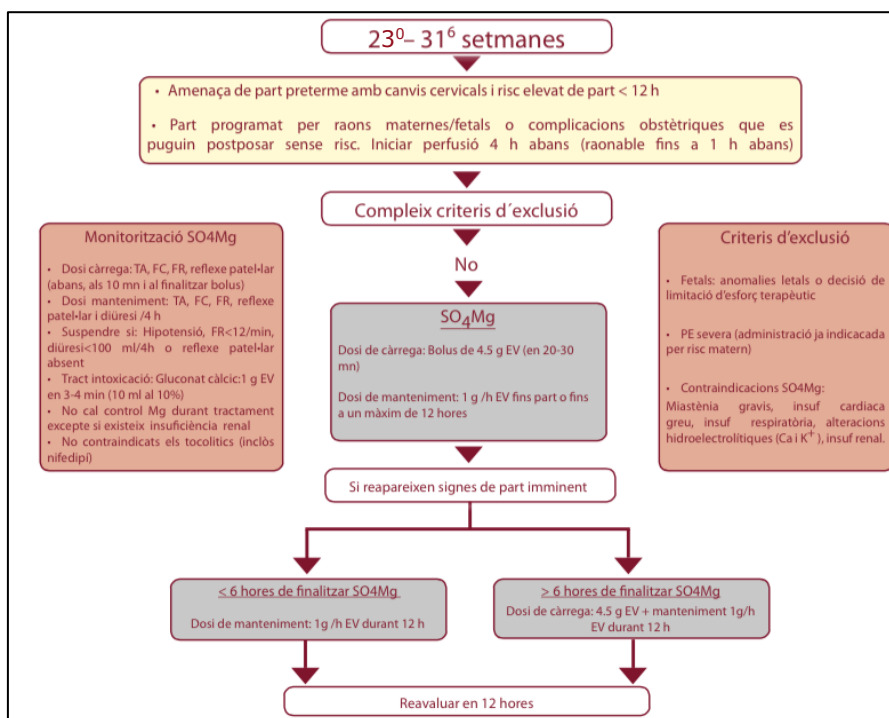 23⁰– 31⁶ setmanes
• Amenaça de part preterme amb canvis cervicals i risc elevat de part < 12 h
• Part programat per raons maternes/fetals o complicacions obstètriques que es
puguin postposar sense risc. Iniciar perfusió 4 h abans (raonable fins a 1 h abans)
Compleix criteris d´exclusió
Monitorització SO4Mg
• Dosi càrrega: TA, FC, FR, reflexe patel•lar
(abans, als 10 mn i al finalitzar bolus)
• Dosi manteniment: TA, FC, FR, reflexe
patel•lar i diüresi /4 h
• Suspendre si: Hipotensió, FR<12/min,
diüresi<100 ml/4h o reflexe patel•lar
absent
• Tract intoxicació: Gluconat càlcic:1 g EV
en 3-4 min (10 ml al 10%)
• No cal control Mg durant tractament
excepte si existeix insuficiència renal
• No contraindicats els tocolitics (inclòs
nifedipí)
No
SO₄Mg
Dosi de càrrega: Bolus de 4.5 g EV (en 20-30
mn)
Dosi de manteniment: 1 g /h EV fins part o fins
a un màxim de 12 hores
Criteris d'exclusió
• Fetals: anomalies letals o decisió de
limitació d'esforç terapèutic
• PE severa (administració ja indicacada
per risc matern)
• Contraindicacions SO4Mg:
Miastènia gravis, insuf cardiaca
greu, insuf respiratòria, alteracions
hidroelectrolítiques (Ca i K⁺ ), insuf renal.
Si reapareixen signes de part imminent
< 6 hores de finalitzar SO4Mg
Dosi de manteniment: 1g /h EV durant 12 h
> 6 hores de finalitzar SO4Mg
Dosi de càrrega: 4.5 g EV + manteniment 1g/h
EV durant 12 h
Reavaluar en 12 hores